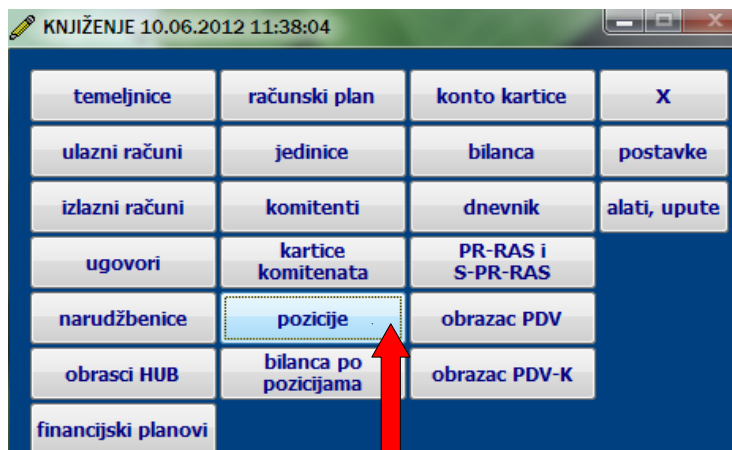 KNJIŽENJE 10.06.2012 11:38:04
temeljnice
računski plan
konto kartice
X
ulazni računi
jedinice
bilanca
postavke
izlazni računi
komitenti
dnevnik
alati, upute
ugovori
kartice
komitenata
PR-RAS i
S-PR-RAS
narudžbenice
pozicije
obrazac PDV
obrasci HUB
bilanca po
pozicijama
obrazac PDV-K
financijski planovi